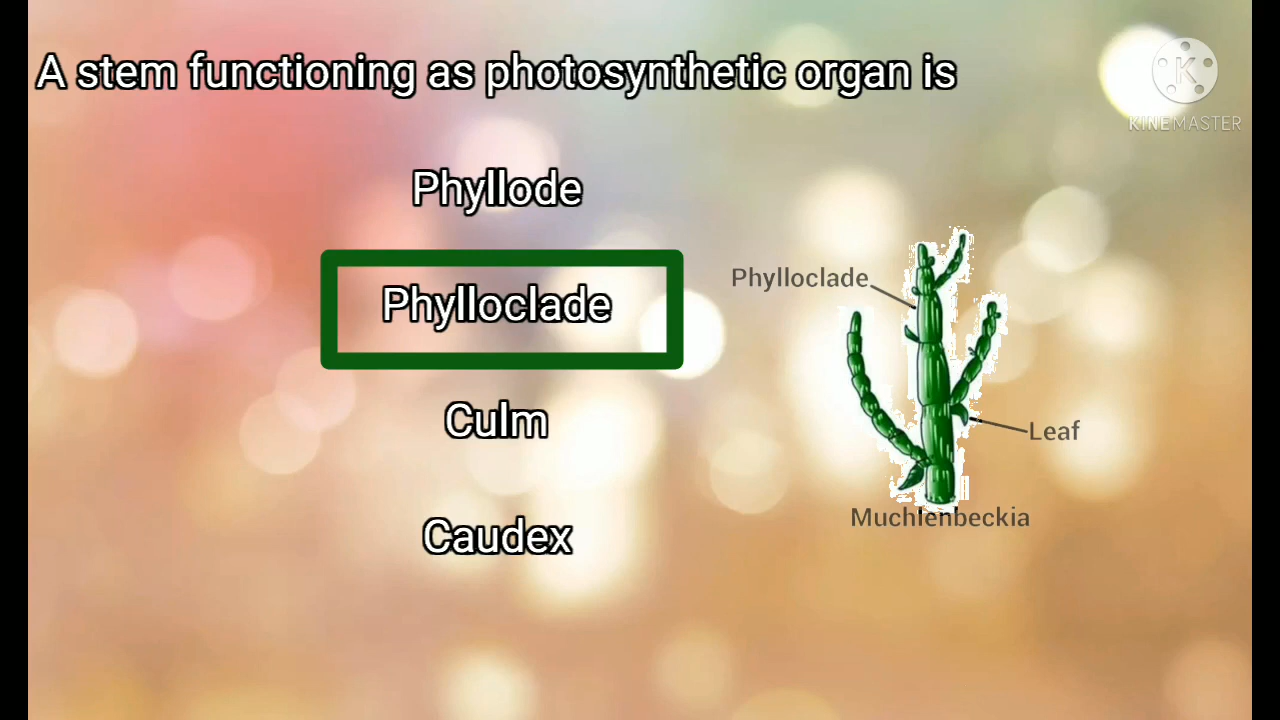 A stem functioning as photosynthetic organ is
K
KINEMASTER
Phyllode
Phylloclade
Phylloclade
Culm
Leaf
Muchlenbeckia
Caudex